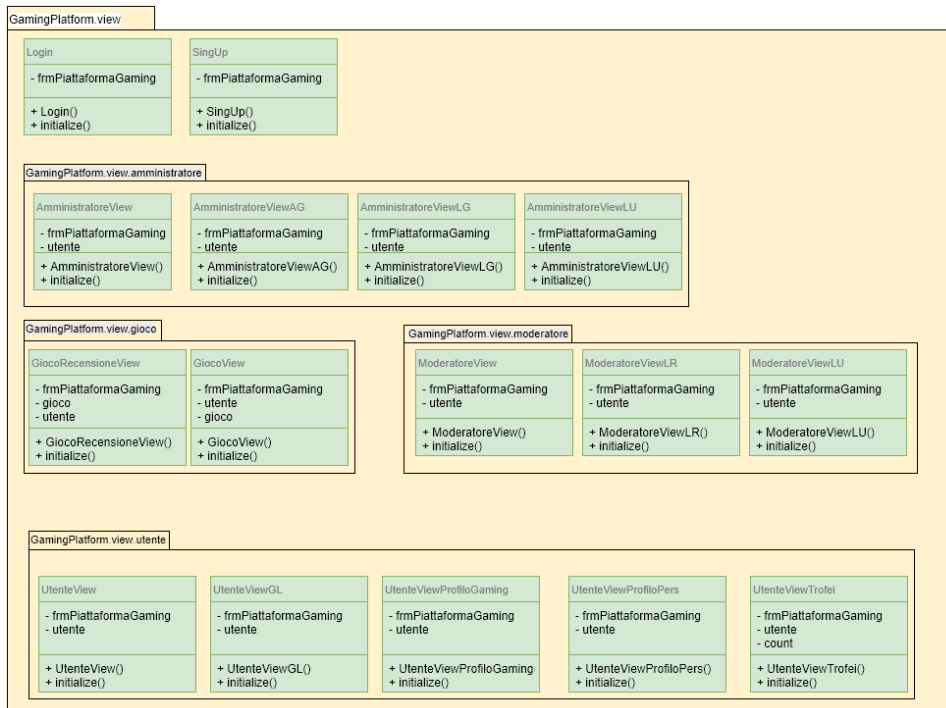 GamingPlatform.view
Login
- frmPiattaformaGaming
+ Login()
+ initialize()
SingUp
- frmPiattaformaGaming
+ SingUp()
+ initialize()
GamingPlatform.view.amministratore
AmministratoreView
- frmPiattaformaGaming
- utente
+ AmministratoreView()
+ initialize()
AmministratoreViewAG
- frmPiattaformaGaming
- utente
+ AmministratoreViewAG()
+ initialize()
AmministratoreViewLG
- frmPiattaformaGaming
- utente
+ AmministratoreViewLG()
+ initialize()
AmministratoreViewLU
- frmPiattaformaGaming
- utente
+ AmministratoreViewLU()
+ initialize()
GamingPlatform.view.gioco
GiocoRecensioneView
- frmPiattaformaGaming
- gioco
- utente
+ GiocoRecensioneView()
+ initialize()
GiocoView
- frmPiattaformaGaming
- utente
- gioco
+ GiocoView()
+ initialize()
GamingPlatform.view.moderatore
ModeratoreView
- frmPiattaformaGaming
- utente
+ ModeratoreView()
+ initialize()
ModeratoreViewLR
- frmPiattaformaGaming
- utente
+ ModeratoreViewLR()
+ initialize()
ModeratoreViewLU
- frmPiattaformaGaming
- utente
+ ModeratoreViewLU()
+ initialize()
GamingPlatform.view.utente
UtenteView
- frmPiattaformaGaming
- utente
+ UtenteView()
+ initialize()
UtenteViewGL
- frmPiattaformaGaming
- utente
+ UtenteViewGL()
+ initialize()
UtenteViewProfiloGaming
- frmPiattaformaGaming
- utente
+ UtenteViewProfiloGaming(
+ initialize()
UtenteViewProfiloPers
- frmPiattaformaGaming
- utente
+ UtenteViewProfiloPers()
+ initialize()
UtenteViewTrofei
- frmPiattaformaGaming
- utente
- count
+ UtenteViewTrofei()
+ initialize()